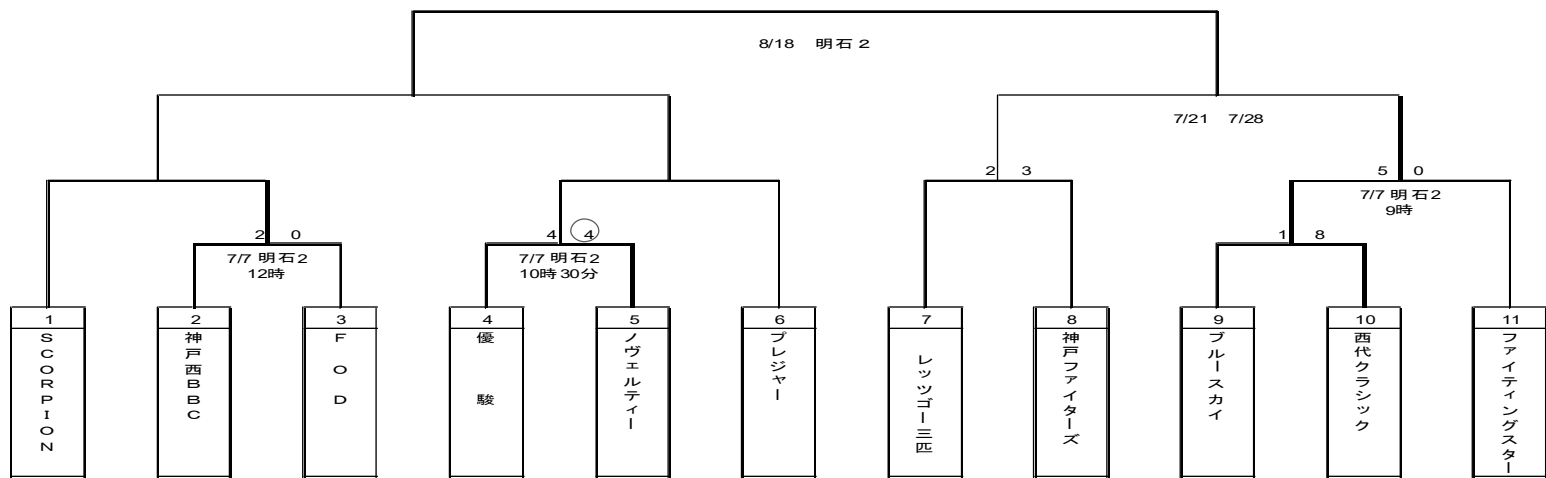 8/18 明石 2
7/21 7/28
2 3
5 0
7/7 明石 2
9時
2 0
7/7 明石 2
12時
4 4
7/7 明石 2
10時 30分
1 8
1
SCORPION
2
神戸西BBC
3
FOD
4
優駿
5
ノヴェルティー
6
プレジャー
7
レッツゴー三匹
8
神戸ファイターズ
9
ブルースカイ
10
西代クラシック
11
ファイティングスター